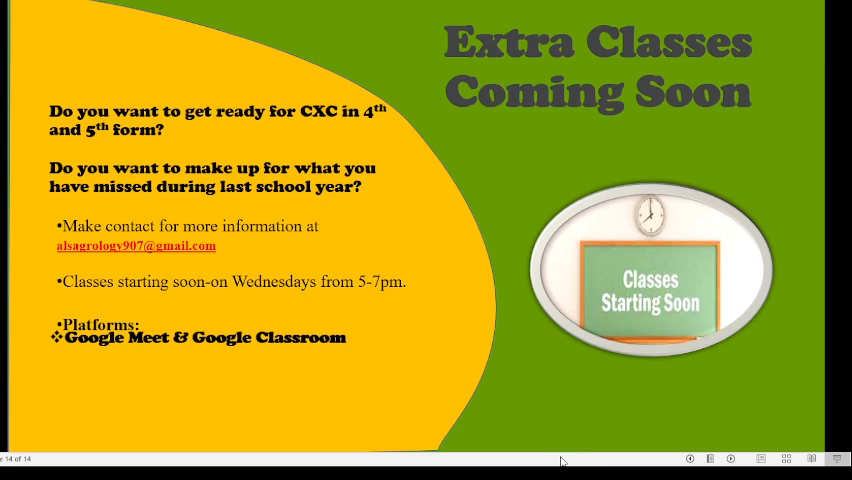 Extra Classes
Coming Soon
Do you want to get ready for CXC in 4th
and 5th form?
Do you want to make up for what you
have missed during last school year?
•Make contact for more information at
alsagrology907@gmail.com
•Classes starting soon-on Wednesdays from 5-7pm.
•Platforms:
❖Google Meet & Google Classroom
Classes
Starting Soon
14 of 14